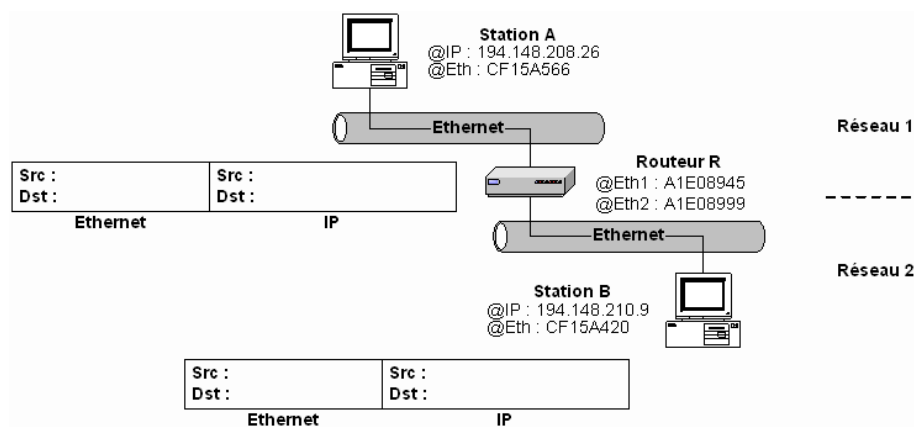 Station A
@IP : 194.148.208.26
@Eth : CF15A566
Ethernet
Réseau 1
Routeur R
@Eth1 : A1E08945
@Eth2 : A1E08999
Src :
Dst :
Src :
Dst :
Ethernet
IP
Ethernet
Réseau 2
Station B
@IP : 194.148.210.9
@Eth : CF15A420
Src :
Dst :
Src :
Dst :
Ethernet
IP